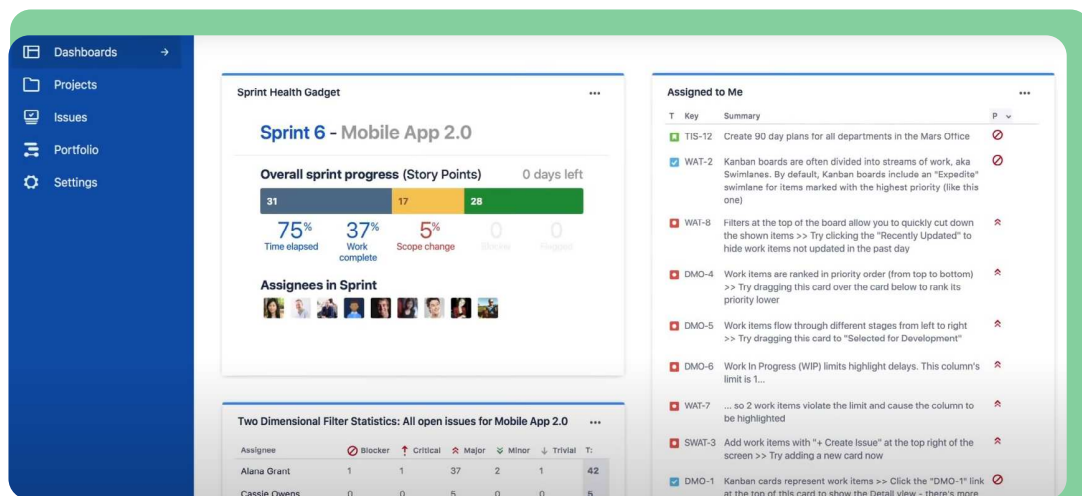 Dashboards
Projects
Issues
Portfolio
Settings
Sprint Health Gadget
Sprint 6 - Mobile App 2.0
Overall sprint progress (Story Points) 0 days left
31 17 28
75% 37% 5% 0 0
Time elapsed Work complete Scope change
Assignees in Sprint
Two Dimensional Filter Statistics: All open issues for Mobile App 2.0
Assignee Blocker Critical Major Minor Trivial T:
Alana Grant 1 1 37 2 1 42
Cassie Owens 0 0 5 0 0 5
Assigned to Me
T Key Summary P
TIS-12 Create 90 day plans for all departments in the Mars Office
WAT-2 Kanban boards are often divided into streams of work, aka
Swimlanes. By default, Kanban boards include an "Expedite"
swimlane for items marked with the highest priority (like this
one)
WAT-8 Filters at the top of the board allow you to quickly cut down
the shown items >> Try clicking the "Recently Updated" to
hide work items not updated in the past day
DMO-4 Work items are ranked in priority order (from top to bottom)
>> Try dragging this card over the card below to rank its
priority lower
DMO-5 Work items flow through different stages from left to right
>> Try dragging this card to "Selected for Development"
DMO-6 Work In Progress (WIP) limits highlight delays. This column's
limit is 1...
WAT-7 ... so 2 work items violate the limit and cause the column to
be highlighted
SWAT-3 Add work items with "+ Create Issue" at the top right of the
screen >> Try adding a new card now
DMO-1 Kanban cards represent work items >> Click the "DMO-1" link
at the top of this card to show the Detail view - there's more